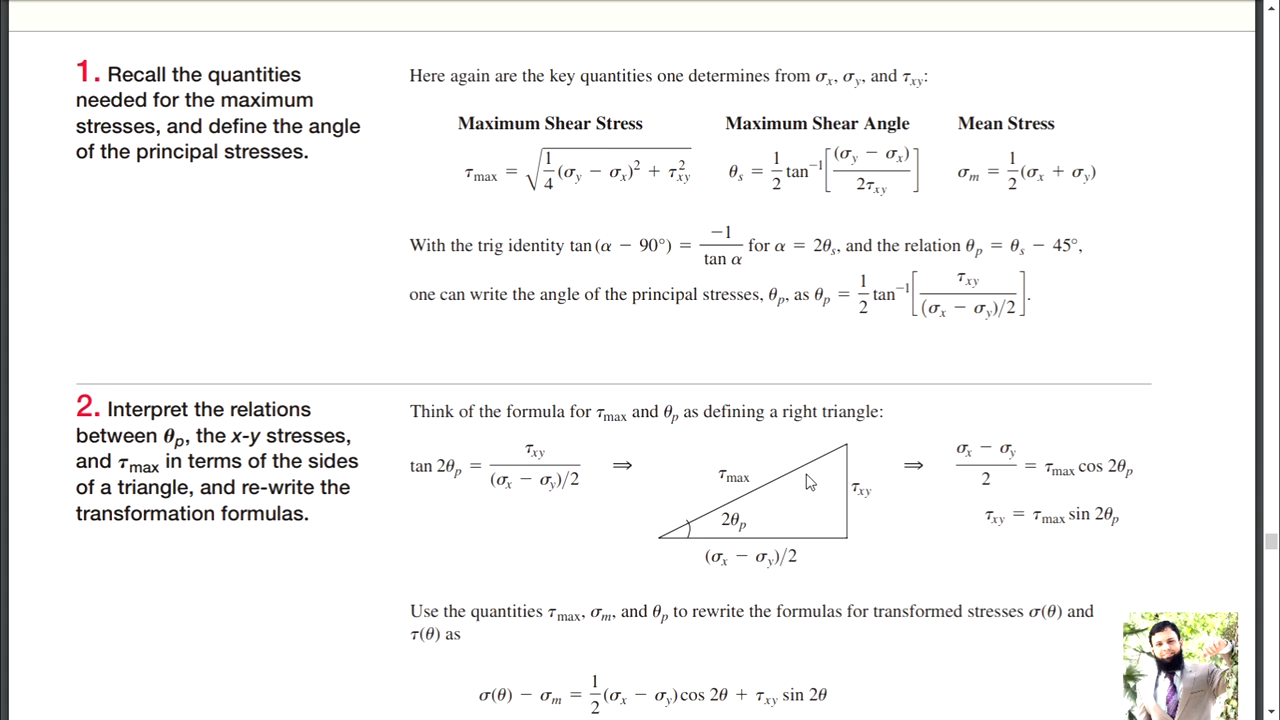 1. Recall the quantities
needed for the maximum
stresses, and define the angle
of the principal stresses.
Here again are the key quantities one determines from σx, σy, and τxy:
Maximum Shear Stress Maximum Shear Angle Mean Stress
τmax = √(1/4(σy − σx)² + τ²xy) θs = 1/2 tan⁻¹[(σy − σx)/2τxy] σm = 1/2(σx + σy)
With the trig identity tan (α − 90°) = −1/tan α for α = 2θs, and the relation θp = θs − 45°,
one can write the angle of the principal stresses, θp, as θp = 1/2 tan⁻¹[τxy/(σx − σy)/2].
2. Interpret the relations
between θp, the x-y stresses,
and τmax in terms of the sides
of a triangle, and re-write the
transformation formulas.
Think of the formula for τmax and θp as defining a right triangle:
tan 2θp = τxy/(σx − σy)/2 ⇒
τmax
τxy
2θp
(σx − σy)/2
⇒ (σx − σy)/2 = τmax cos 2θp
τxy = τmax sin 2θp
Use the quantities τmax, σm, and θp to rewrite the formulas for transformed stresses σ(θ) and
τ(θ) as
σ(θ) − σm = 1/2(σx − σy) cos 2θ + τxy sin 2θ